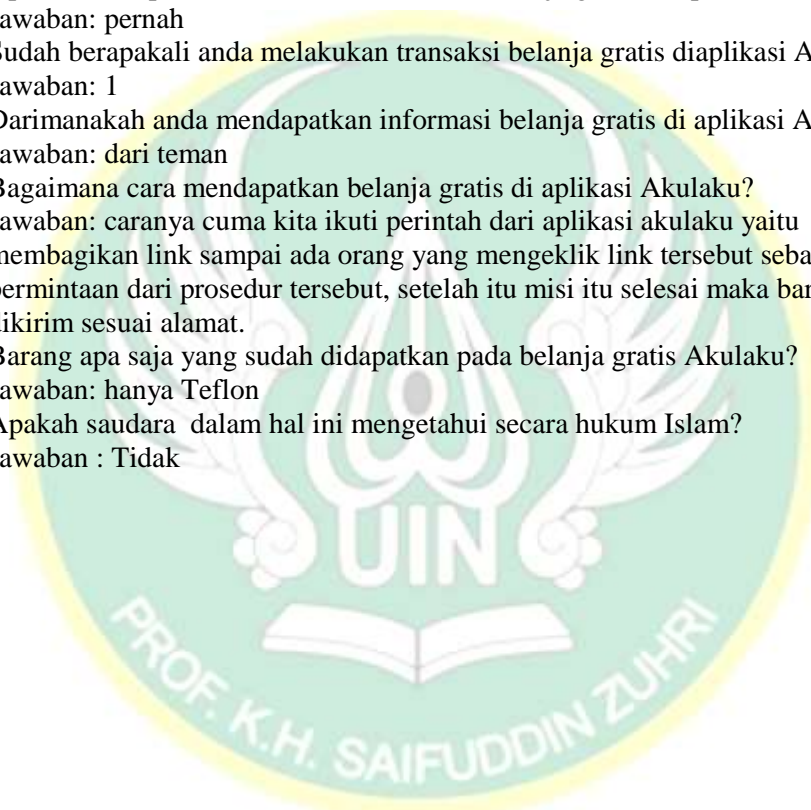 awaban: pernah
Sudah berapakali anda melakukan transaksi belanja gratis diaplikasi A
awaban: 1
Darimanakah anda mendapatkan informasi belanja gratis di aplikasi A
awaban: dari teman
Bagaimana cara mendapatkan belanja gratis di aplikasi Akulaku?
awaban: caranya cuma kita ikuti perintah dari aplikasi akulaku yaitu
membagikan link sampai ada orang yang mengeklik link tersebut seba
permintaan dari prosedur tersebut, setelah itu misi itu selesai maka bar
dikirim sesuai alamat.
Barang apa saja yang sudah didapatkan pada belanja gratis Akulaku?
awaban: hanya Teflon
Apakah saudara dalam hal ini mengetahui secara hukum Islam?
awaban : Tidak
UIN
PROF. K.H. SAIFUDDIN ZUHRI